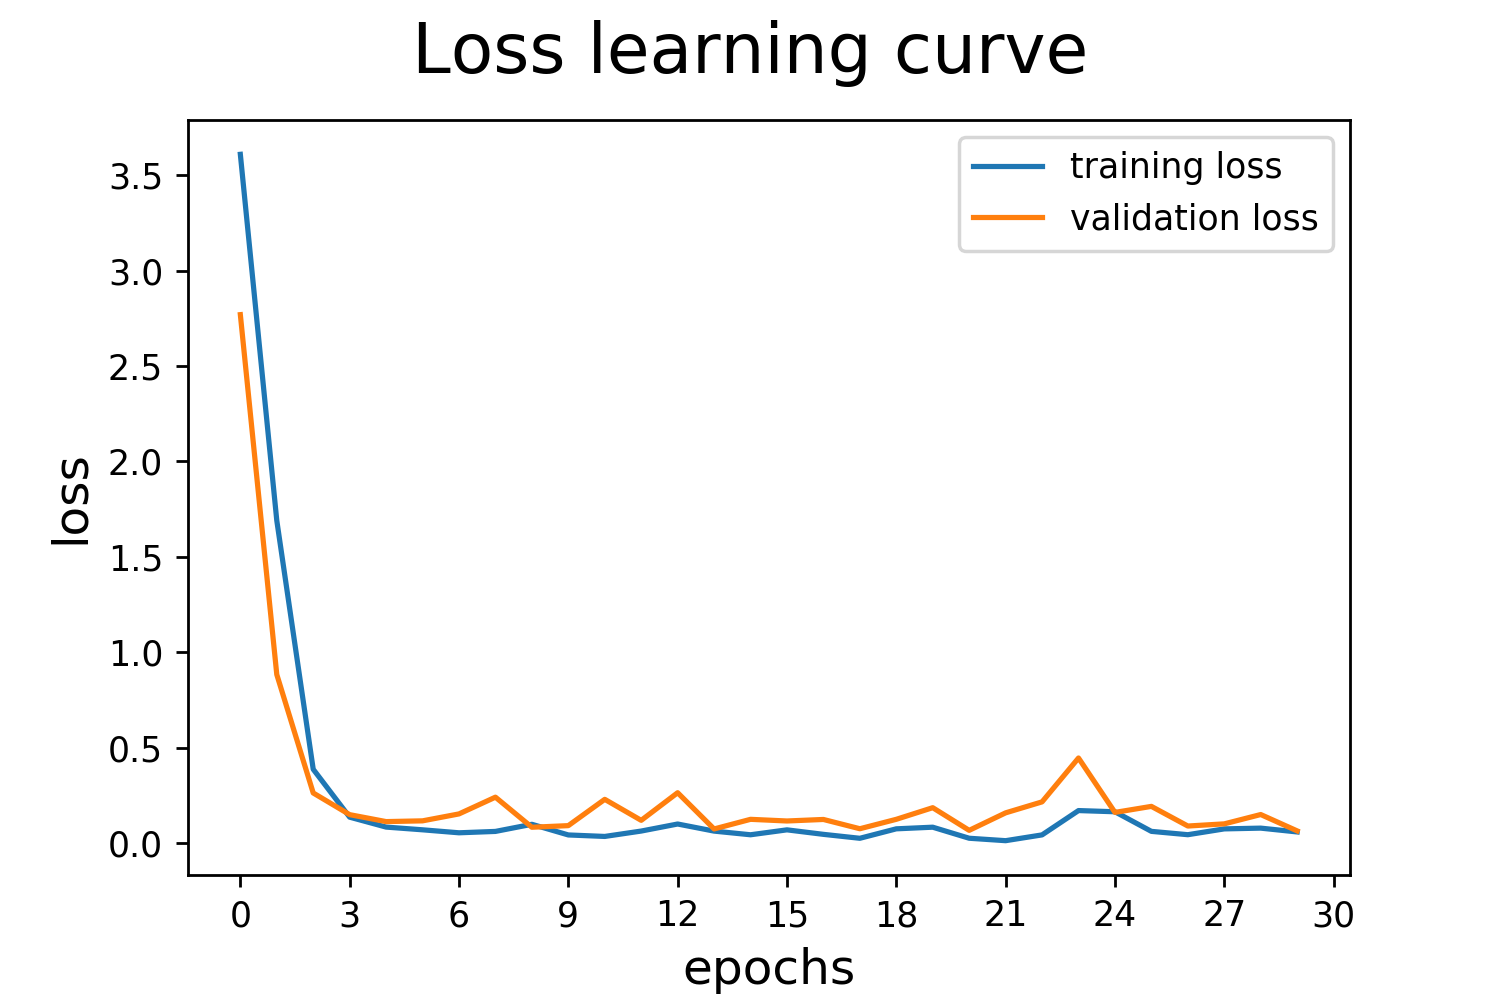 Loss learning curve
training loss
validation loss
3.5
3.0
2.5
2.0
1.5
1.0
0.5
0.0
loss
0 3 6 9 12 15 18 21 24 27 30
epochs